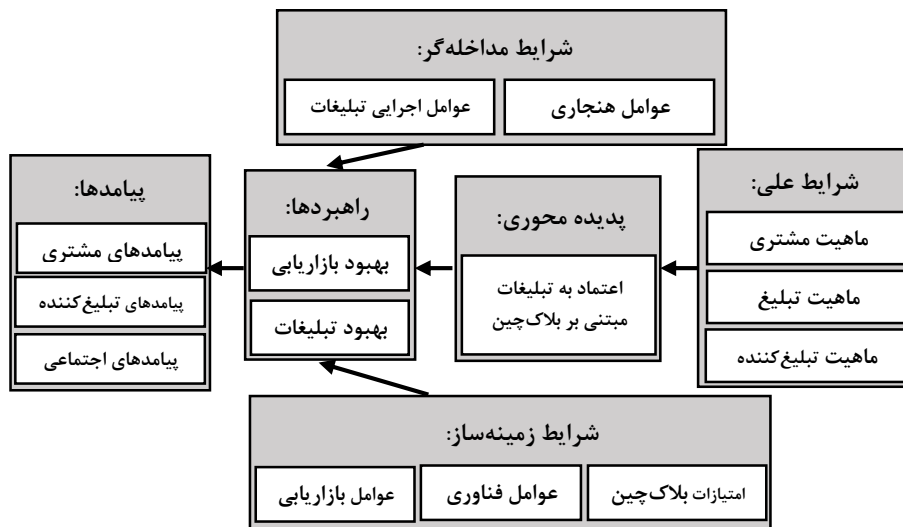 شرایط مداخله‌گر:
عوامل هنجاری
عوامل اجرایی تبلیغات
شرایط علی:
ماهیت مشتری
ماهیت تبلیغ
ماهیت تبلیغ‌کننده
پدیده محوری:
اعتماد به تبلیغات
مبتنی بر بلاک‌چین
راهبردها:
بهبود بازاریابی
بهبود تبلیغات
پیامدها:
پیامدهای مشتری
پیامدهای تبلیغ‌کننده
پیامدهای اجتماعی
شرایط زمینه‌ساز:
امتیازات بلاک‌چین
عوامل فناوری
عوامل بازاریابی